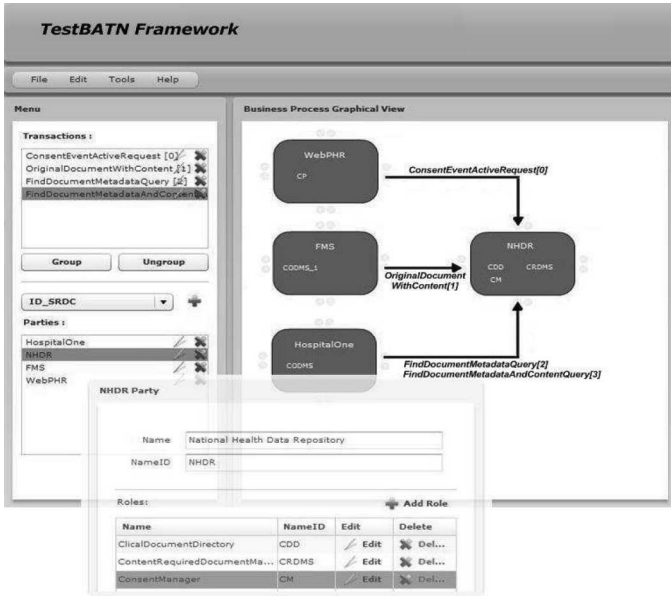 TestBATN Framework
File Edit Tools Help
Menu
Transactions :
ConsentEventActiveRequest [0]
OriginalDocumentWithContent [1]
FindDocumentMetadataQuery [2]
FindDocumentMetadataAndConten
Group Ungroup
ID_SRDC
Parties :
HospitalOne
NHDR
FMS
WebPHR
Business Process Graphical View
WebPHR
CP
ConsentEventActiveRequest[0]
FMS
CODMS_1
OriginalDocument
WithContent[1]
NHDR
CDD CRDMS
CM
HospitalOne
CODMS
FindDocumentMetadataQuery[2]
FindDocumentMetadataAndContentQuery[3]
NHDR Party
Name National Health Data Repository
NameID NHDR
Roles: Add Role
Name NameID Edit Delete
ClicalDocumentDirectory CDD Edit Del...
ContentRequiredDocumentMa... CRDMS Edit Del...
ConsentManager CM Edit Del...